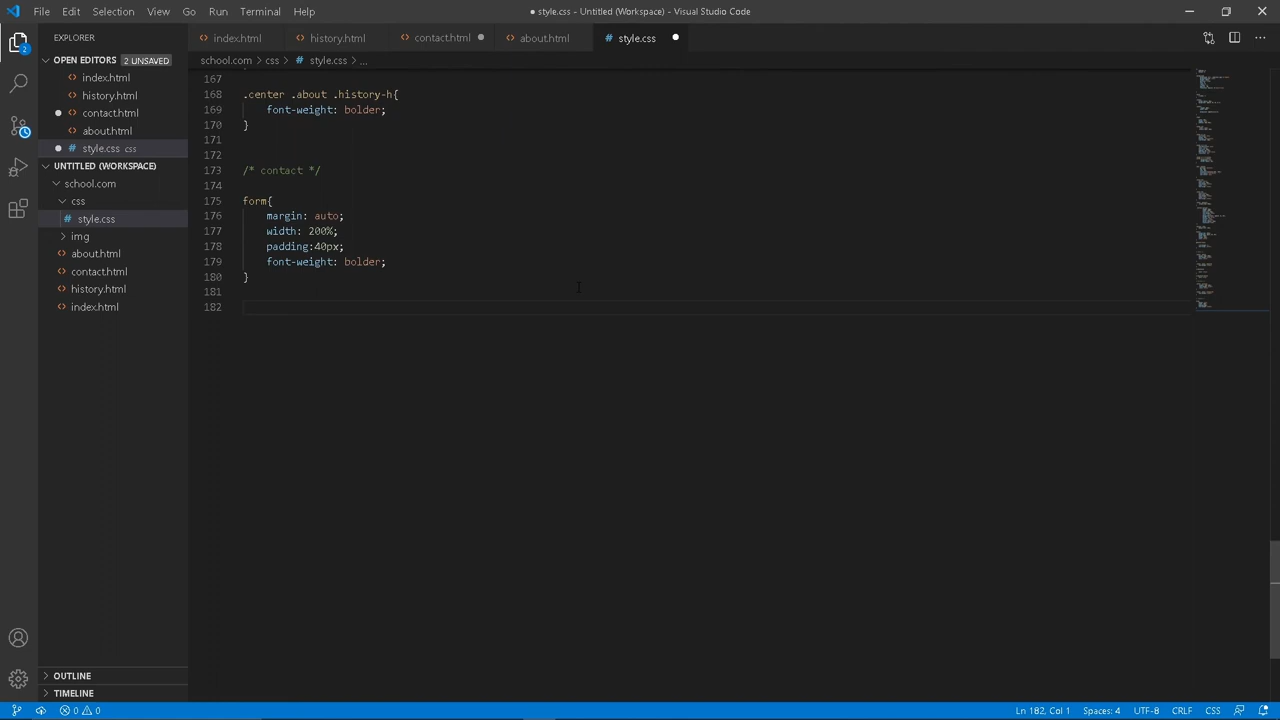 File Edit Selection View Go Run Terminal Help
● style.css - Untitled (Workspace) - Visual Studio Code
EXPLORER
index.html history.html contact.html about.html style.css
OPEN EDITORS 2 UNSAVED
school.com > css > # style.css > ...
index.html
history.html
contact.html
about.html
# style.css css
UNTITLED (WORKSPACE)
school.com
css
# style.css
img
about.html
contact.html
history.html
index.html
OUTLINE
TIMELINE
2
167
168 .center .about .history-h{
169 font-weight: bolder;
170 }
171
172
173 /* contact */
174
175 form{
176 margin: auto;
177 width: 200%;
178 padding:40px;
179 font-weight: bolder;
180 }
181
182
0 0
Ln 182, Col 1 Spaces: 4 UTF-8 CRLF CSS